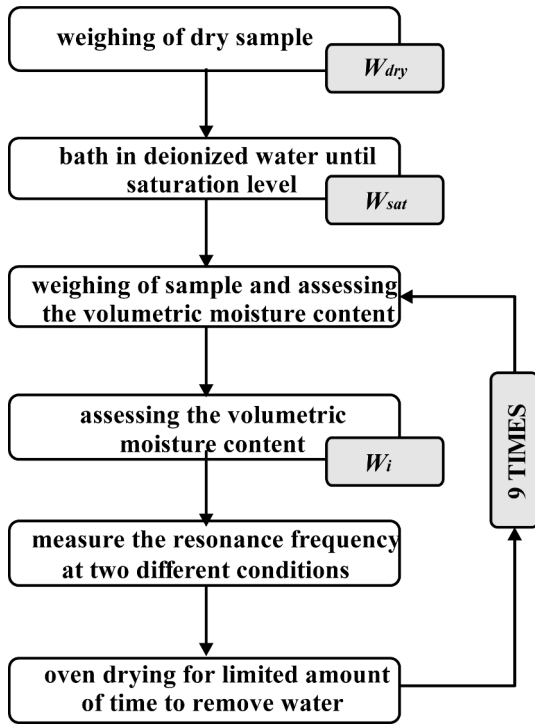 weighing of dry sample
Wdry
bath in deionized water until
saturation level
Wsat
weighing of sample and assessing
the volumetric moisture content
assessing the volumetric
moisture content
Wi
measure the resonance frequency
at two different conditions
oven drying for limited amount
of time to remove water
9 TIMES